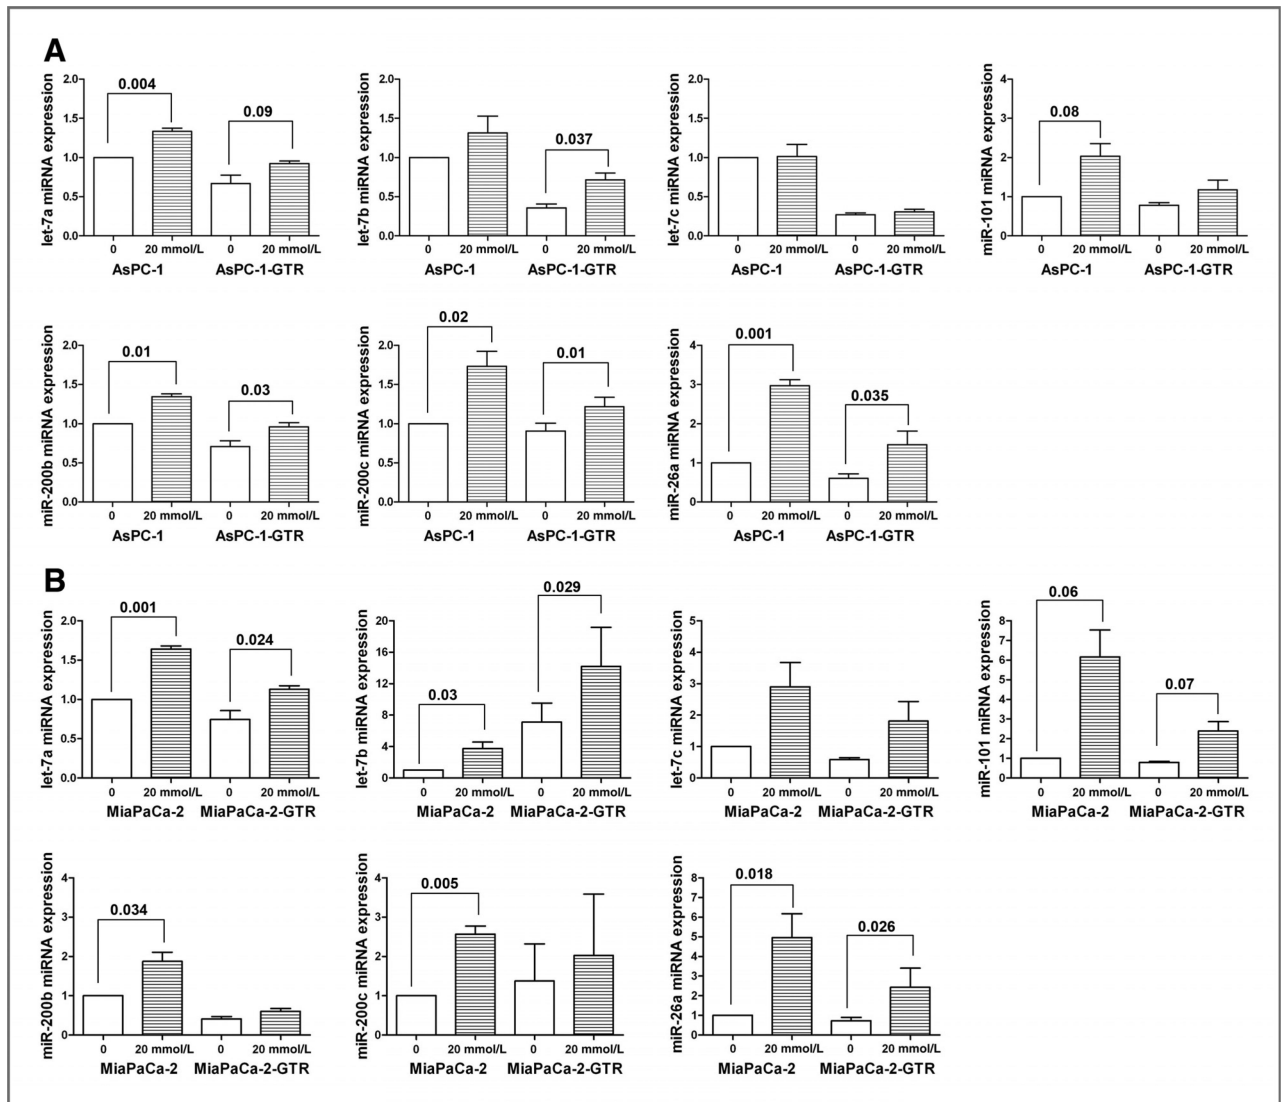 A
let-7a miRNA expression
2.0
1.5
1.0
0.5
0.0
0.004
0.09
0 20 mmol/L 0 20 mmol/L
AsPC-1 AsPC-1-GTR
let-7b miRNA expression
2.0
1.5
1.0
0.5
0.0
0.037
0 20 mmol/L 0 20 mmol/L
AsPC-1 AsPC-1-GTR
let-7c miRNA expression
2.0
1.5
1.0
0.5
0.0
0 20 mmol/L 0 20 mmol/L
AsPC-1 AsPC-1-GTR
miR-101 miRNA expression
4
3
2
1
0
0.08
0 20 mmol/L 0 20 mmol/L
AsPC-1 AsPC-1-GTR
miR-200b miRNA expression
2.0
1.5
1.0
0.5
0.0
0.01
0.03
0 20 mmol/L 0 20 mmol/L
AsPC-1 AsPC-1-GTR
miR-200c miRNA expression
2.0
1.5
1.0
0.5
0.0
0.02
0.01
0 20 mmol/L 0 20 mmol/L
AsPC-1 AsPC-1-GTR
miR-26a miRNA expression
4
3
2
1
0
0.001
0.035
0 20 mmol/L 0 20 mmol/L
AsPC-1 AsPC-1-GTR
B
let-7a miRNA expression
2.0
1.5
1.0
0.5
0.0
0.001
0.024
0 20 mmol/L 0 20 mmol/L
MiaPaCa-2 MiaPaCa-2-GTR
let-7b miRNA expression
20
16
12
8
4
0
0.03
0.029
0 20 mmol/L 0 20 mmol/L
MiaPaCa-2 MiaPaCa-2-GTR
let-7c miRNA expression
5
4
3
2
1
0
0 20 mmol/L 0 20 mmol/L
MiaPaCa-2 MiaPaCa-2-GTR
miR-101 miRNA expression
8
7
6
5
4
3
2
1
0
0.06
0.07
0 20 mmol/L 0 20 mmol/L
MiaPaCa-2 MiaPaCa-2-GTR
miR-200b miRNA expression
4
3
2
1
0
0.034
0 20 mmol/L 0 20 mmol/L
MiaPaCa-2 MiaPaCa-2-GTR
miR-200c miRNA expression
4
3
2
1
0
0.005
0 20 mmol/L 0 20 mmol/L
MiaPaCa-2 MiaPaCa-2-GTR
miR-26a miRNA expression
8
7
6
5
4
3
2
1
0
0.018
0.026
0 20 mmol/L 0 20 mmol/L
MiaPaCa-2 MiaPaCa-2-GTR